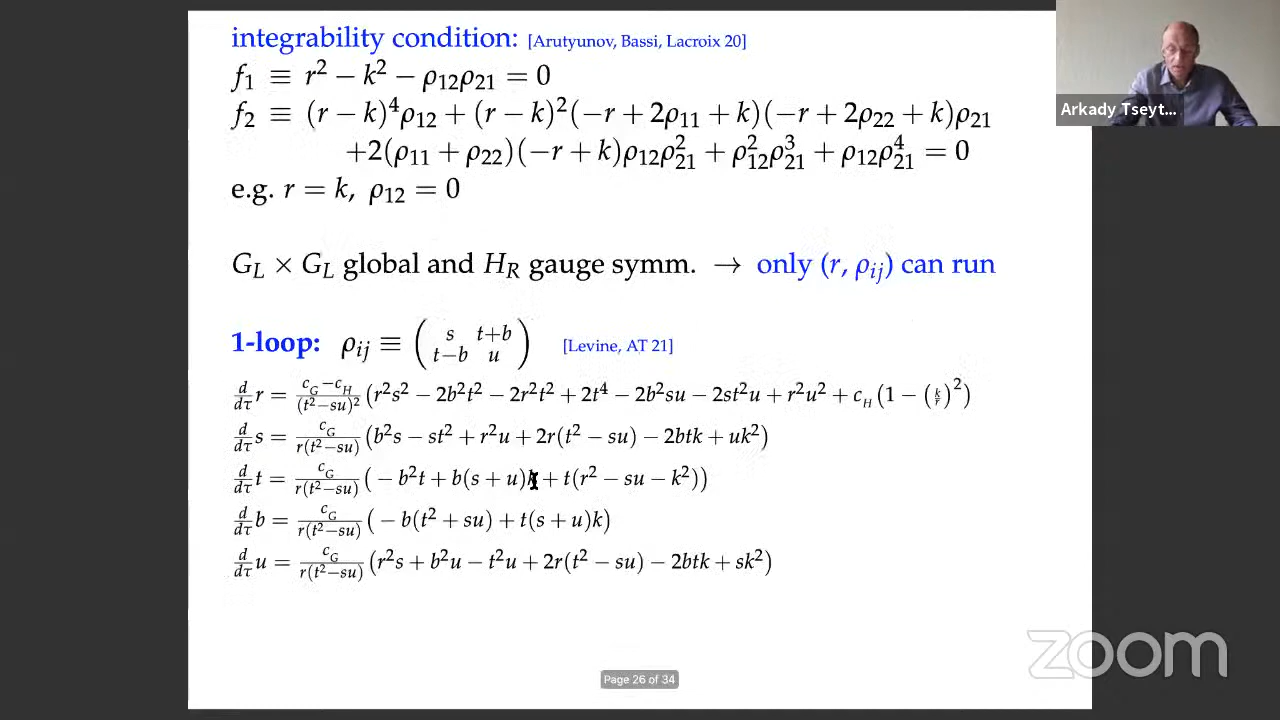 integrability condition: [Arutyunov, Bassi, Lacroix 20]
f₁ ≡ r² − k² − ρ₁₂ρ₂₁ = 0
f₂ ≡ (r − k)⁴ρ₁₂ + (r − k)²(−r + 2ρ₁₁ + k)(−r + 2ρ₂₂ + k)ρ₂₁
+2(ρ₁₁ + ρ₂₂)(−r + k)ρ₁₂ρ₂₁² + ρ₁₂²ρ₂₁³ + ρ₁₂ρ₂₁⁴ = 0
e.g. r = k, ρ₁₂ = 0
G_L × G_L global and H_R gauge symm. → only (r, ρᵢⱼ) can run
1-loop: ρᵢⱼ ≡ ( s t+b
t−b u ) [Levine, AT 21]
d/dτ r = (c_G−c_H)/(t²−su)² (r²s² − 2b²t² − 2r²t² + 2t⁴ − 2b²su − 2st²u + r²u² + c_H (1 − (k/r)²)
d/dτ s = c_G/r(t²−su) (b²s − st² + r²u + 2r(t² − su) − 2btk + uk²)
d/dτ t = c_G/r(t²−su) (− b²t + b(s + u)k + t(r² − su − k²))
d/dτ b = c_G/r(t²−su) (− b(t² + su) + t(s + u)k)
d/dτ u = c_G/r(t²−su) (r²s + b²u − t²u + 2r(t² − su) − 2btk + sk²)
Page 26 of 34
Arkady Tseyt...
zoom